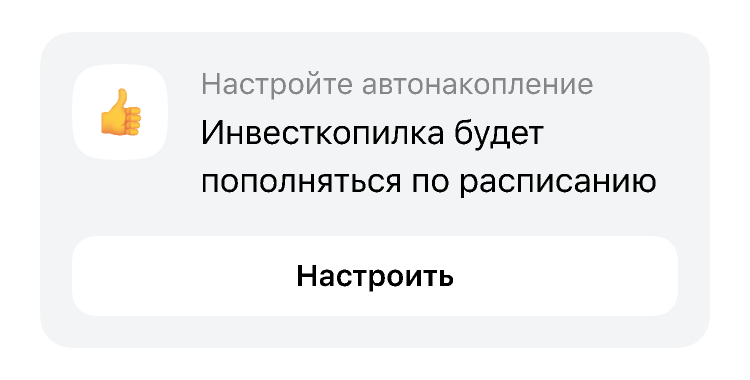 Настройте автонакопление
Инвесткопилка будет
пополняться по расписанию
Настроить